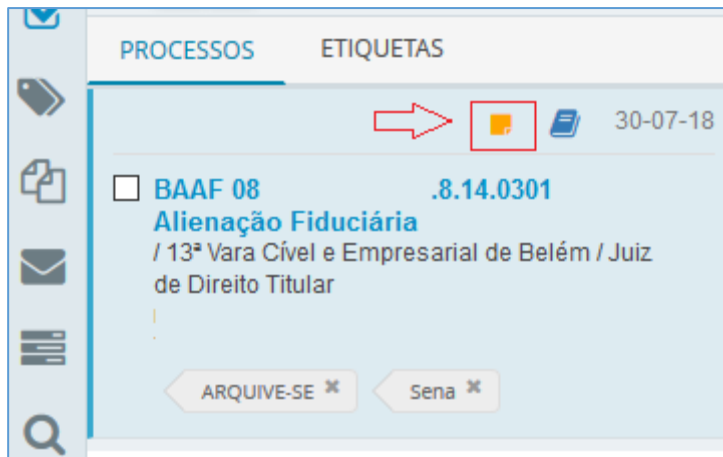 PROCESSOS ETIQUETAS
30-07-18
BAAF 08 .8.14.0301
Alienação Fiduciária
/ 13ª Vara Cível e Empresarial de Belém / Juiz
de Direito Titular
ARQUIVE-SE × Sena ×